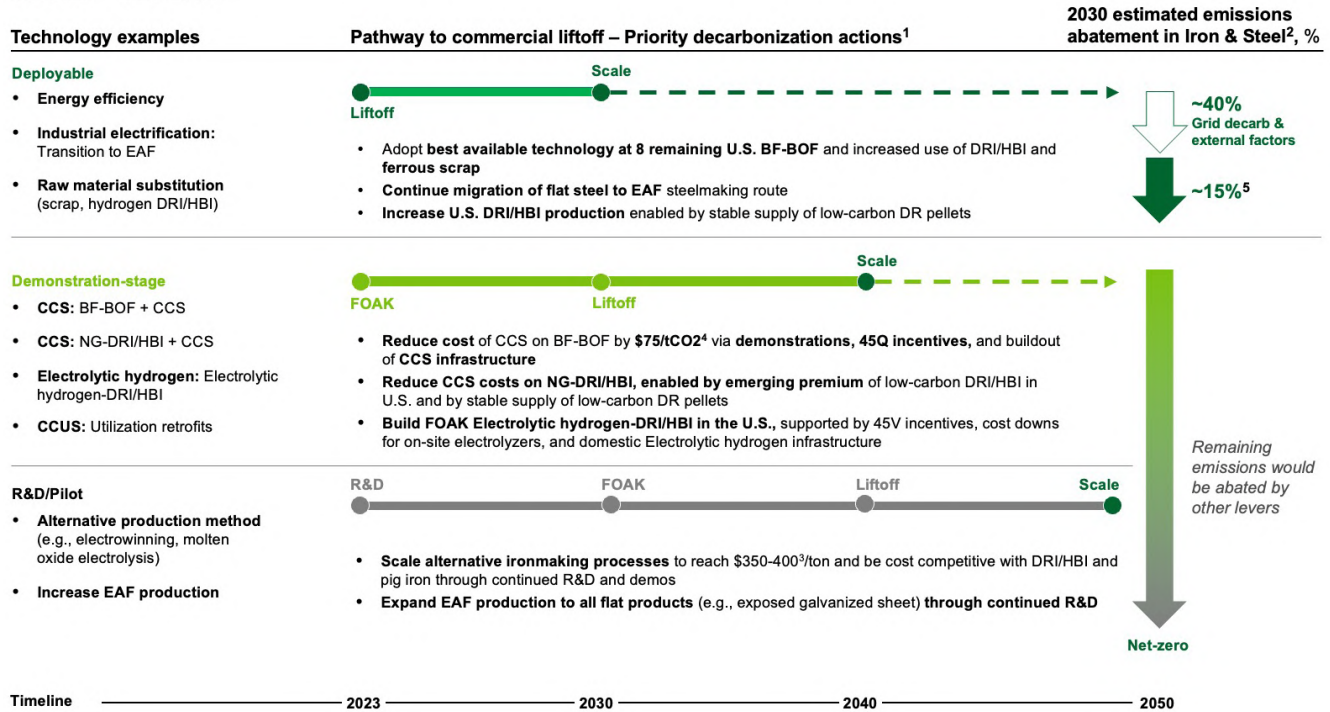 2030 estimated emissions
Technology examples
Pathway to commercial liftoff – Priority decarbonization actions1
abatement in Iron & Steel2, %
Deployable
• Energy efficiency
• Industrial electrification:
Transition to EAF
• Raw material substitution
(scrap, hydrogen DRI/HBI)
Scale
Liftoff
• Adopt best available technology at 8 remaining U.S. BF-BOF and increased use of DRI/HBI and
ferrous scrap
• Continue migration of flat steel to EAF steelmaking route
• Increase U.S. DRI/HBI production enabled by stable supply of low-carbon DR pellets
~40%
Grid decarb &
external factors
~15%5
Demonstration-stage
• CCS: BF-BOF + CCS
• CCS: NG-DRI/HBI + CCS
• Electrolytic hydrogen: Electrolytic
hydrogen-DRI/HBI
• CCUS: Utilization retrofits
Scale
FOAK
Liftoff
• Reduce cost of CCS on BF-BOF by $75/tCO24 via demonstrations, 45Q incentives, and buildout
of CCS infrastructure
• Reduce CCS costs on NG-DRI/HBI, enabled by emerging premium of low-carbon DRI/HBI in
U.S. and by stable supply of low-carbon DR pellets
• Build FOAK Electrolytic hydrogen-DRI/HBI in the U.S., supported by 45V incentives, cost downs
for on-site electrolyzers, and domestic Electrolytic hydrogen infrastructure
Remaining
emissions would
be abated by
other levers
R&D/Pilot
• Alternative production method
(e.g., electrowinning, molten
oxide electrolysis)
• Increase EAF production
R&D
FOAK
Liftoff
Scale
• Scale alternative ironmaking processes to reach $350-4003/ton and be cost competitive with DRI/HBI and
pig iron through continued R&D and demos
• Expand EAF production to all flat products (e.g., exposed galvanized sheet) through continued R&D
Net-zero
Timeline
2023
2030
2040
2050